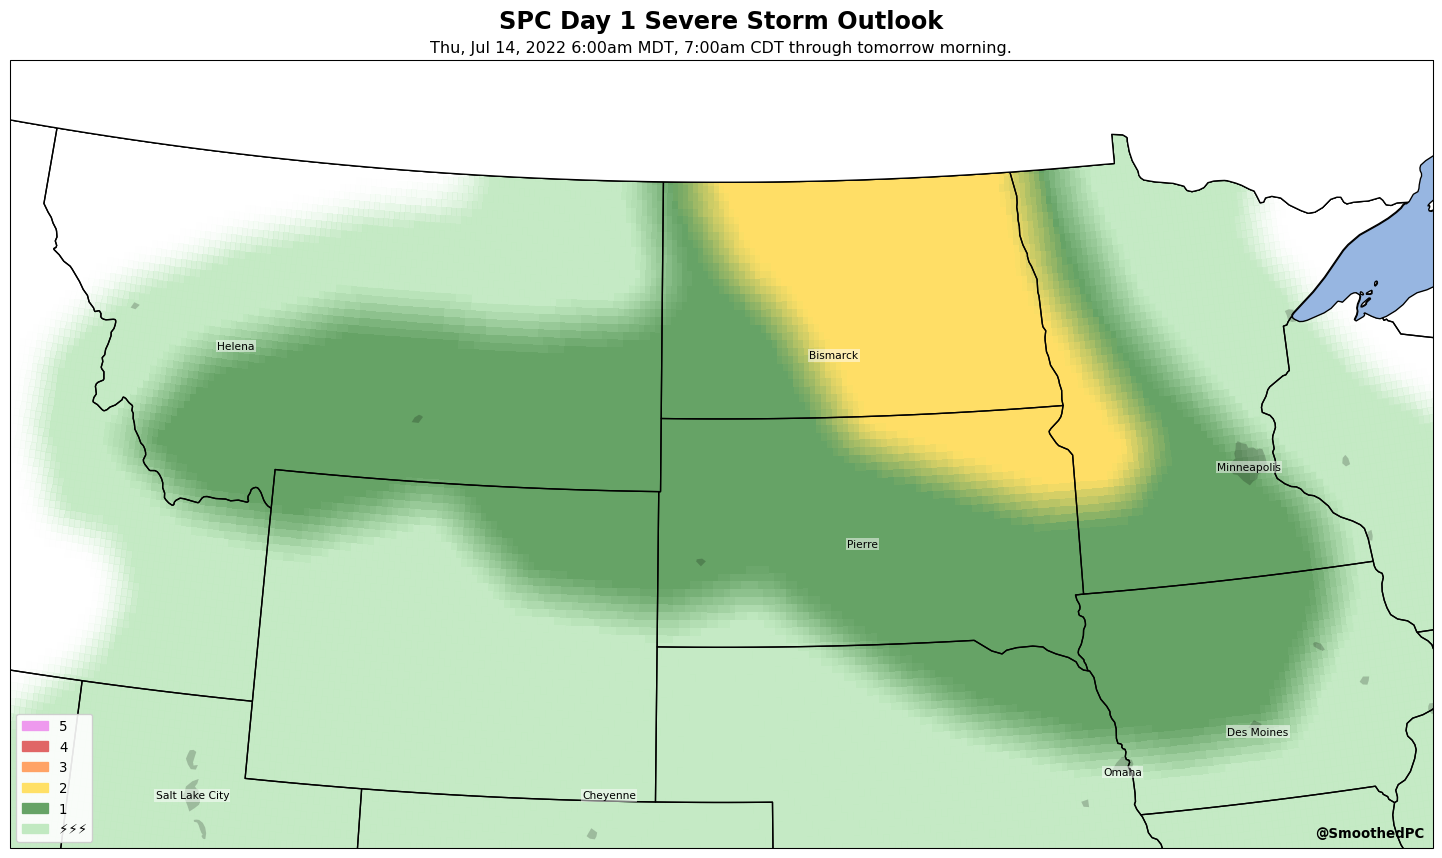 SPC Day 1 Severe Storm Outlook
Thu, Jul 14, 2022 6:00am MDT, 7:00am CDT through tomorrow morning.
Helena
Bismarck
Minneapolis
Pierre
Des Moines
Omaha
Salt Lake City
Cheyenne
5
4
3
2
1
⚡⚡⚡
@SmoothedPC